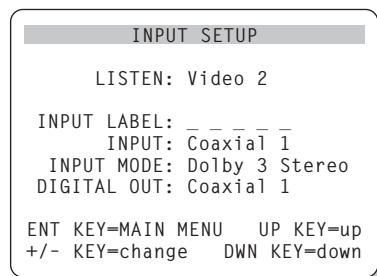 INPUT SETUP
LISTEN: Video 2
INPUT LABEL: _ _ _ _ _
INPUT: Coaxial 1
INPUT MODE: Dolby 3 Stereo
DIGITAL OUT: Coaxial 1
ENT KEY=MAIN MENU UP KEY=up
+/- KEY=change DWN KEY=down